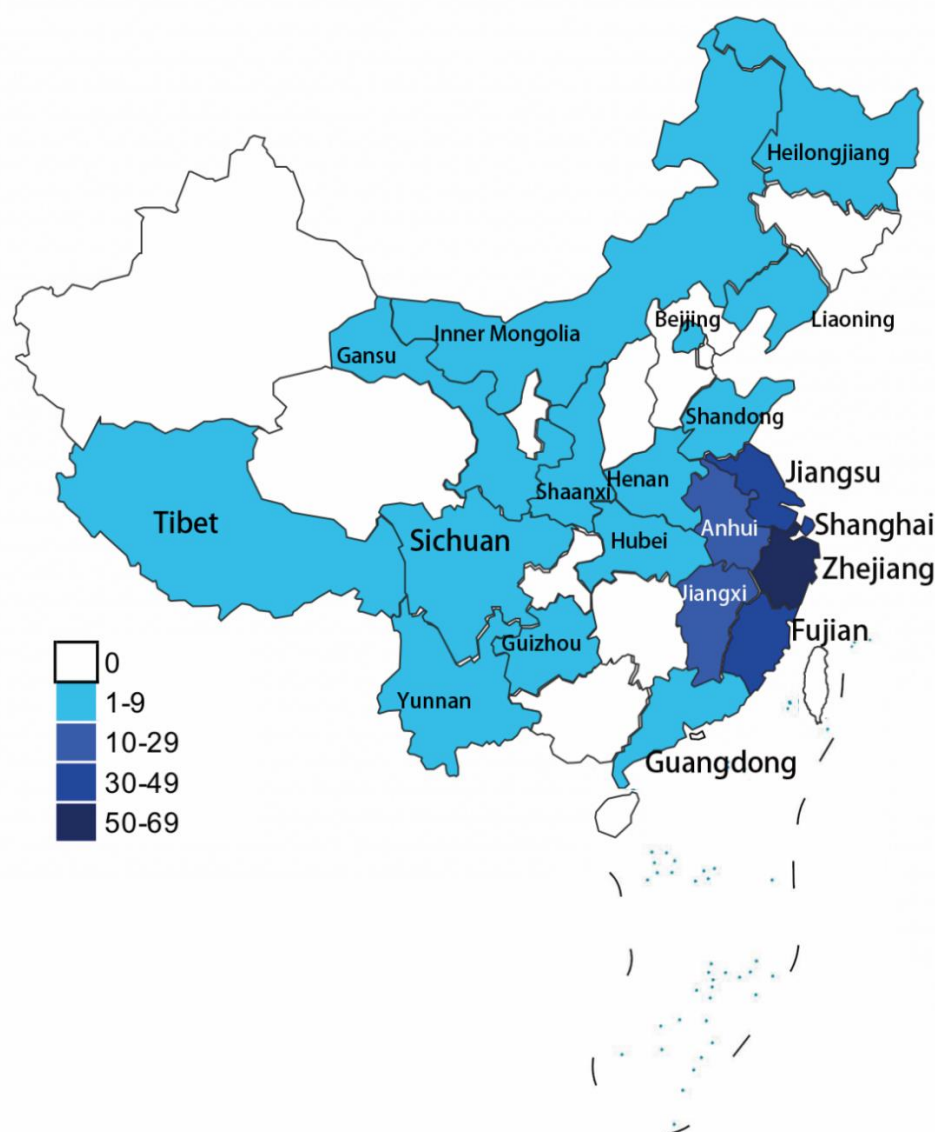 Heilongjiang
Beijing
Liaoning
Inner Mongolia
Gansu
Shandong
Jiangsu
Henan
Shaanxi
Tibet
Sichuan
Hubei
Anhui
Shanghai
Zhejiang
Jiangxi
Fujian
Guizhou
Yunnan
Guangdong
0
1-9
10-29
30-49
50-69